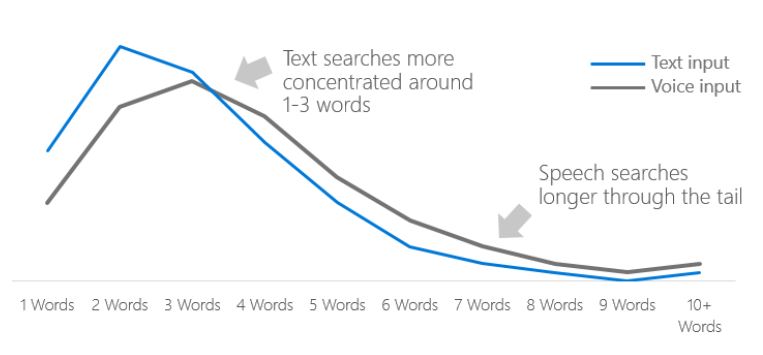 Text searches more
concentrated around
1-3 words
Text input
Voice input
Speech searches
longer through the tail
1 Words
2 Words
3 Words
4 Words
5 Words
6 Words
7 Words
8 Words
9 Words
10+
Words